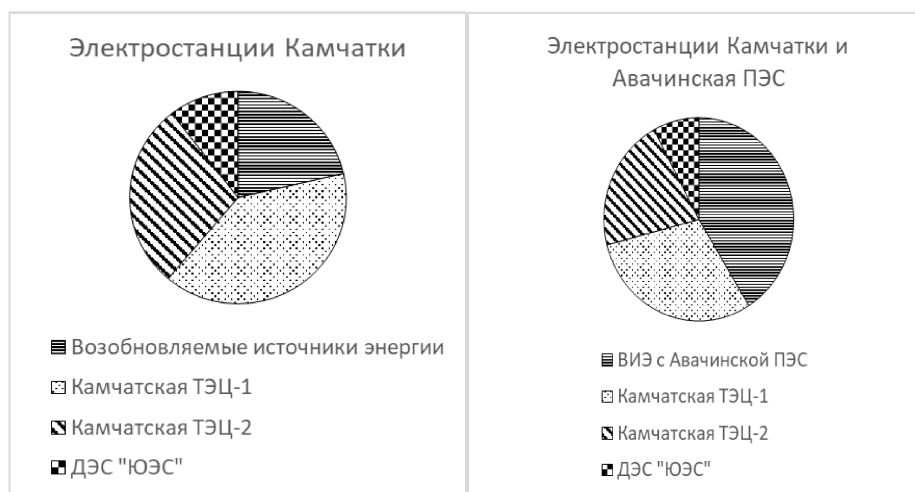 Электростанции Камчатки
Возобновляемые источники энергии
Камчатская ТЭЦ-1
Камчатская ТЭЦ-2
ДЭС "ЮЭС"
Электростанции Камчатки и
Авачинская ПЭС
ВИЭ с Авачинской ПЭС
Камчатская ТЭЦ-1
Камчатская ТЭЦ-2
ДЭС "ЮЭС"